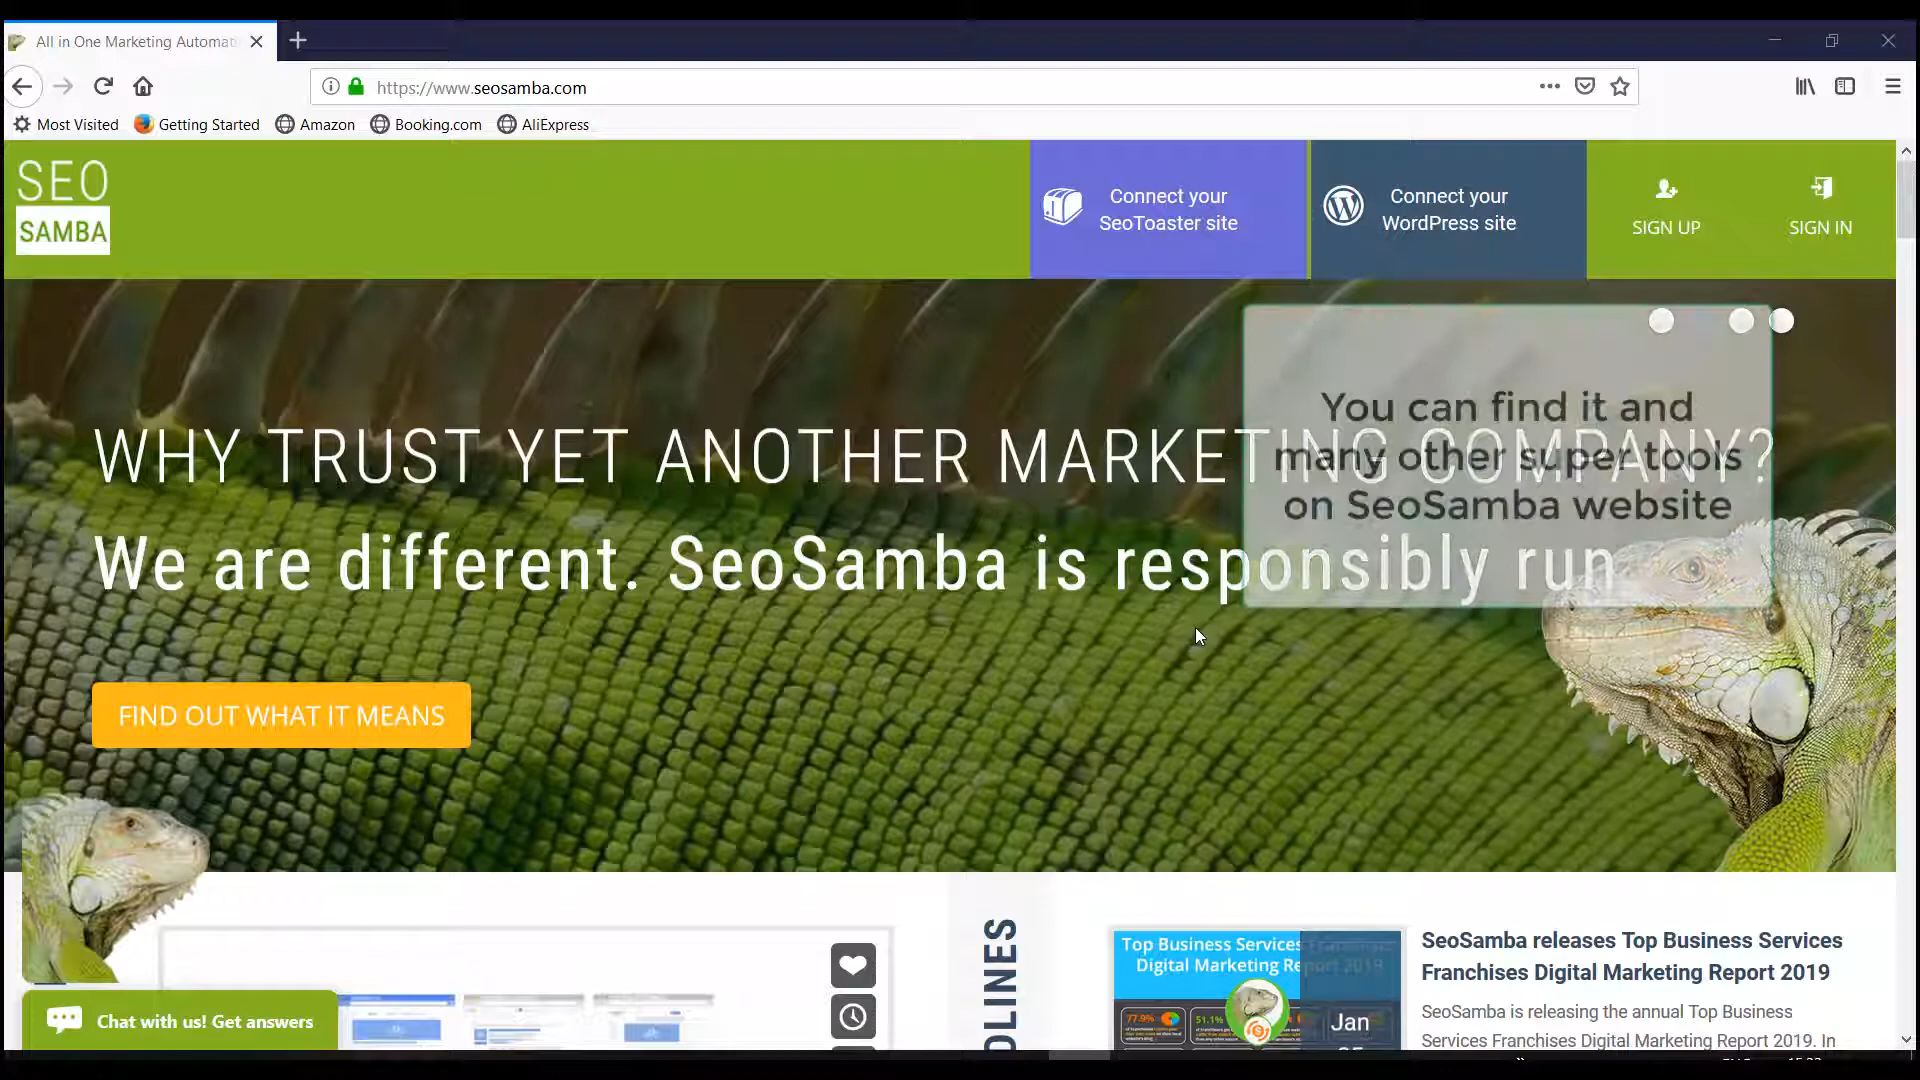 All in One Marketing Automat
https://www.seosamba.com
Most Visited
Getting Started
Amazon
Booking.com
AliExpress
SEO
SAMBA
Connect your
SeoToaster site
Connect your
WordPress site
SIGN UP
SIGN IN
You can find it and
many other super tools
on SeoSamba website
WHY TRUST YET ANOTHER MARKETING COMPANY?
We are different. SeoSamba is responsibly run
FIND OUT WHAT IT MEANS
DLINES
Top Business Services
Digital Marketing Report 2019
77.9%
51.1%
Jan
SeoSamba releases Top Business Services
Franchises Digital Marketing Report 2019
SeoSamba is releasing the annual Top Business
Services Franchises Digital Marketing Report 2019. In
Chat with us! Get answers